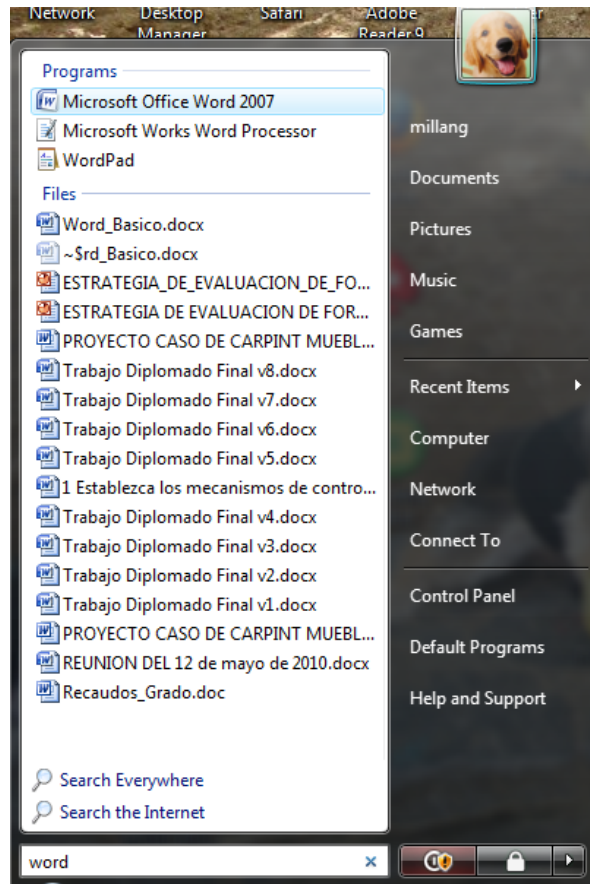 Network Desktop Safari Adobe
Manager Reader 9
Programs
Microsoft Office Word 2007
Microsoft Works Word Processor
WordPad
Files
Word_Basico.docx
~$rd_Basico.docx
ESTRATEGIA_DE_EVALUACION_DE_FO...
ESTRATEGIA DE EVALUACION DE FOR...
PROYECTO CASO DE CARPINT MUEBL...
Trabajo Diplomado Final v8.docx
Trabajo Diplomado Final v7.docx
Trabajo Diplomado Final v6.docx
Trabajo Diplomado Final v5.docx
1 Establezca los mecanismos de contro...
Trabajo Diplomado Final v4.docx
Trabajo Diplomado Final v3.docx
Trabajo Diplomado Final v2.docx
Trabajo Diplomado Final v1.docx
PROYECTO CASO DE CARPINT MUEBL...
REUNION DEL 12 de mayo de 2010.docx
Recaudos_Grado.doc
Search Everywhere
Search the Internet
word
millang
Documents
Pictures
Music
Games
Recent Items
Computer
Network
Connect To
Control Panel
Default Programs
Help and Support